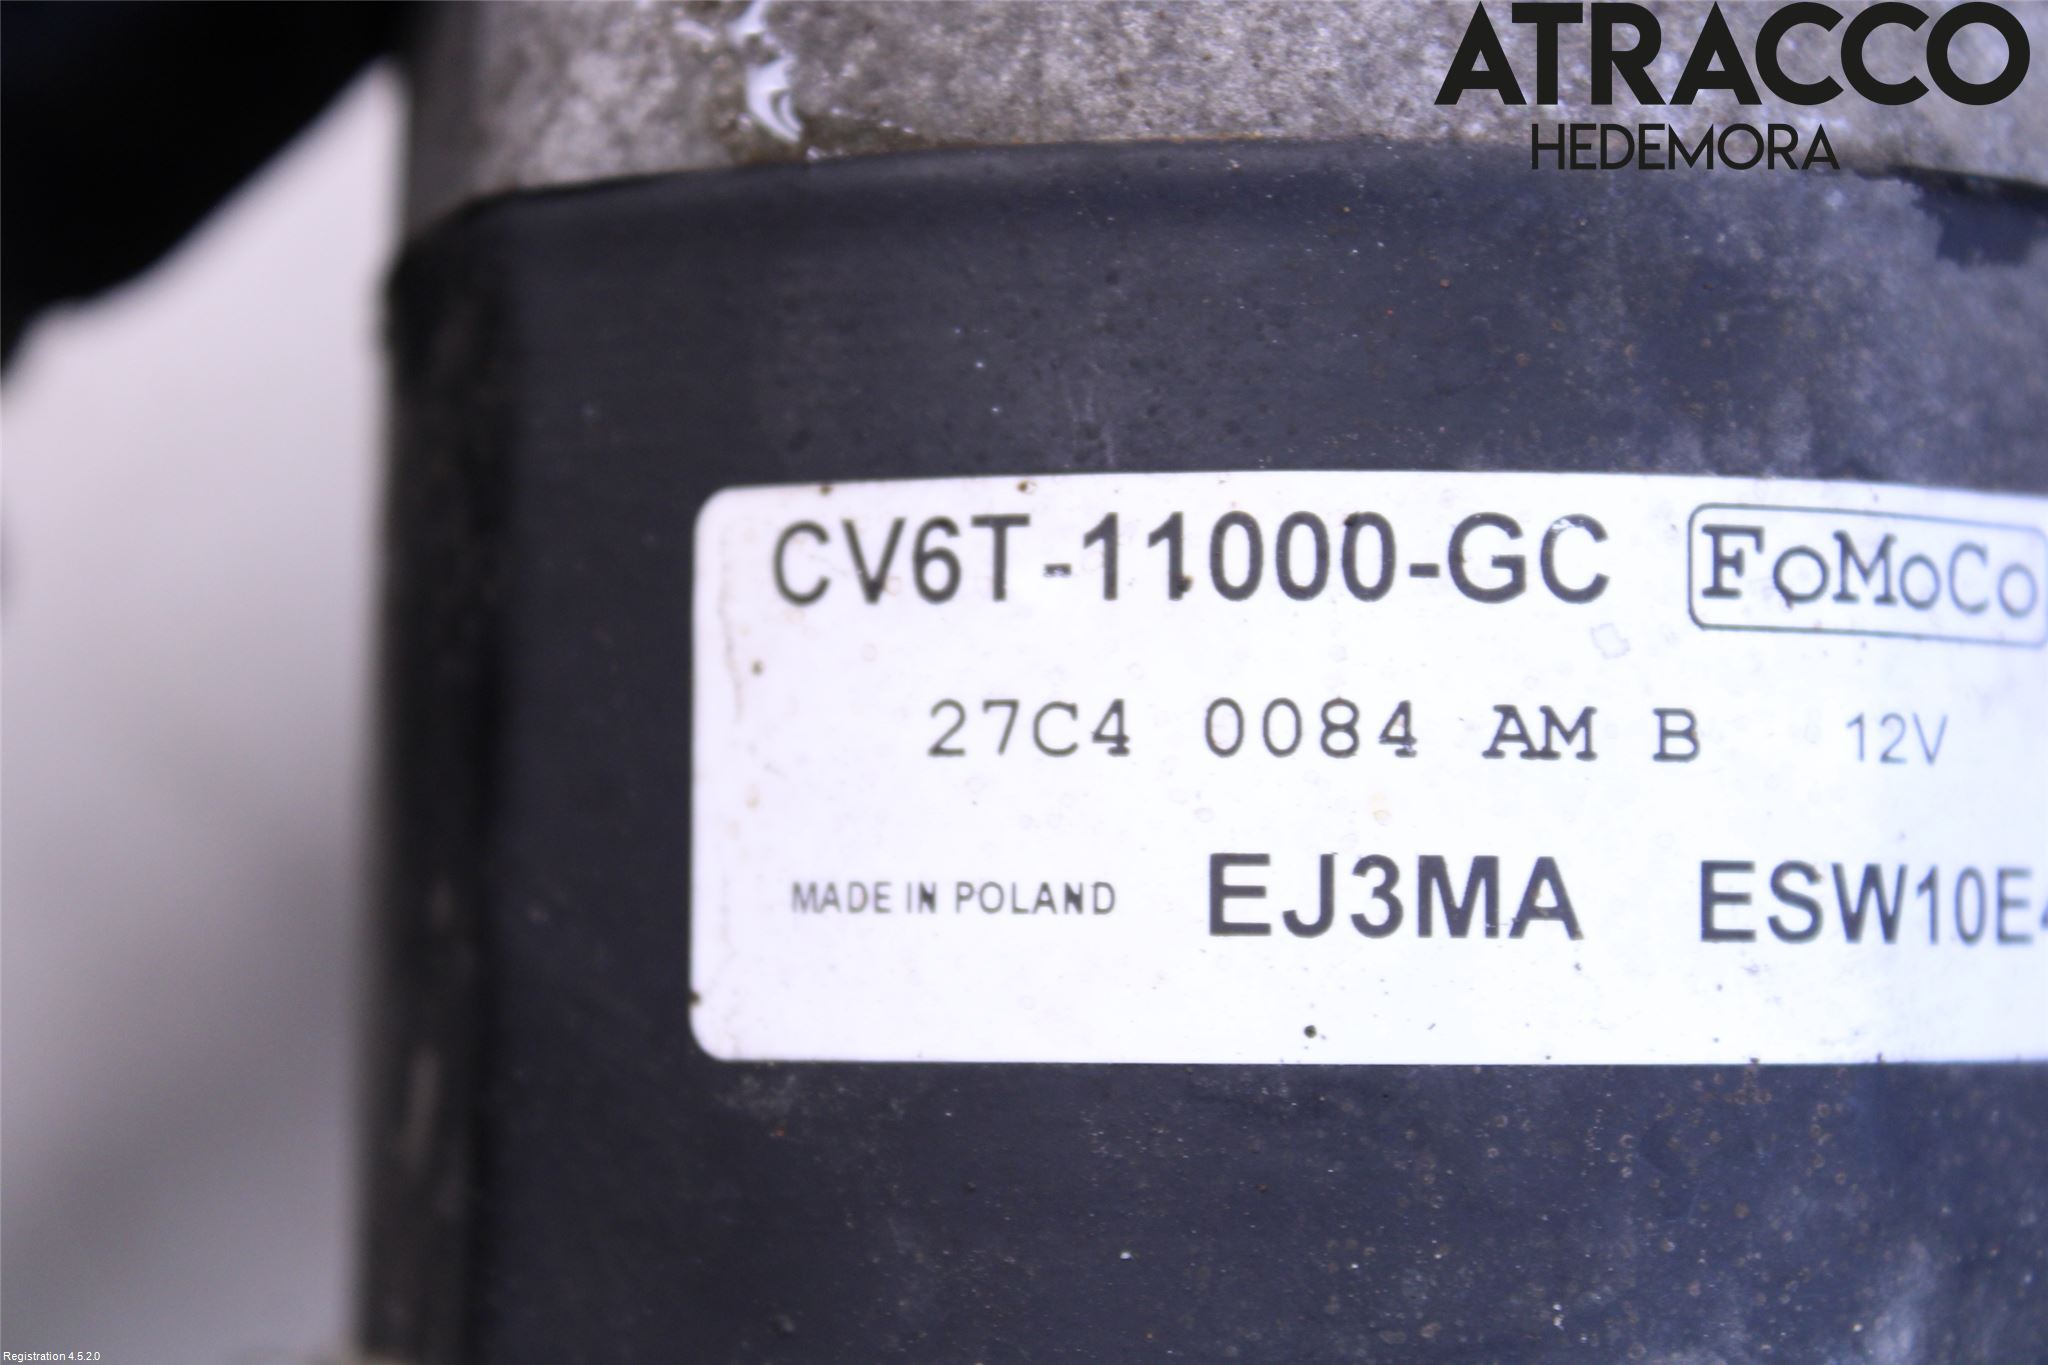 ATRACCO
HEDEMORA
CV6T-11000-GC FoMoCo
27C4 0084 AM B 12V
MADE IN POLAND EJ3MA ESW10E4
Registration 4.5.2.0